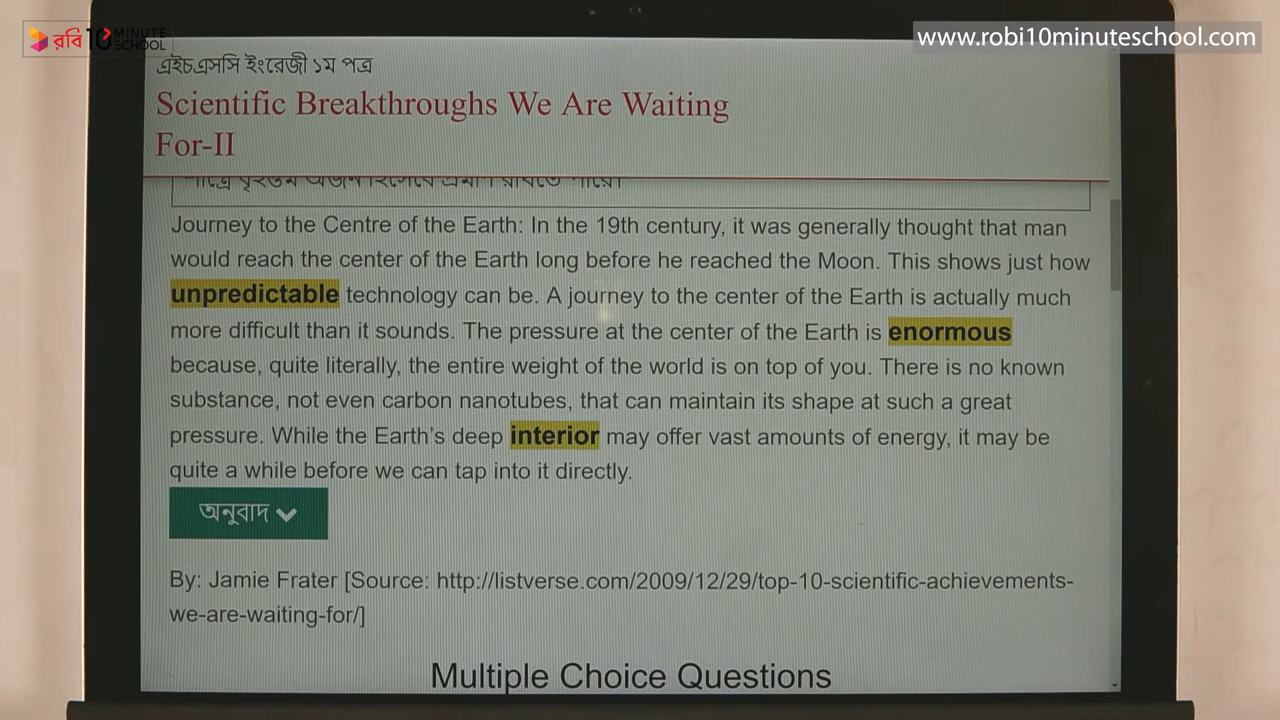 রবি 10 MINUTE SCHOOL
www.robi10minuteschool.com
এইচএসসি ইংরেজী ১ম পত্র
Scientific Breakthroughs We Are Waiting
For-II
Journey to the Centre of the Earth: In the 19th century, it was generally thought that man
would reach the center of the Earth long before he reached the Moon. This shows just how
unpredictable technology can be. A journey to the center of the Earth is actually much
more difficult than it sounds. The pressure at the center of the Earth is enormous
because, quite literally, the entire weight of the world is on top of you. There is no known
substance, not even carbon nanotubes, that can maintain its shape at such a great
pressure. While the Earth's deep interior may offer vast amounts of energy, it may be
quite a while before we can tap into it directly.
অনুবাদ
By: Jamie Frater [Source: http://listverse.com/2009/12/29/top-10-scientific-achievements-
we-are-waiting-for/]
Multiple Choice Questions